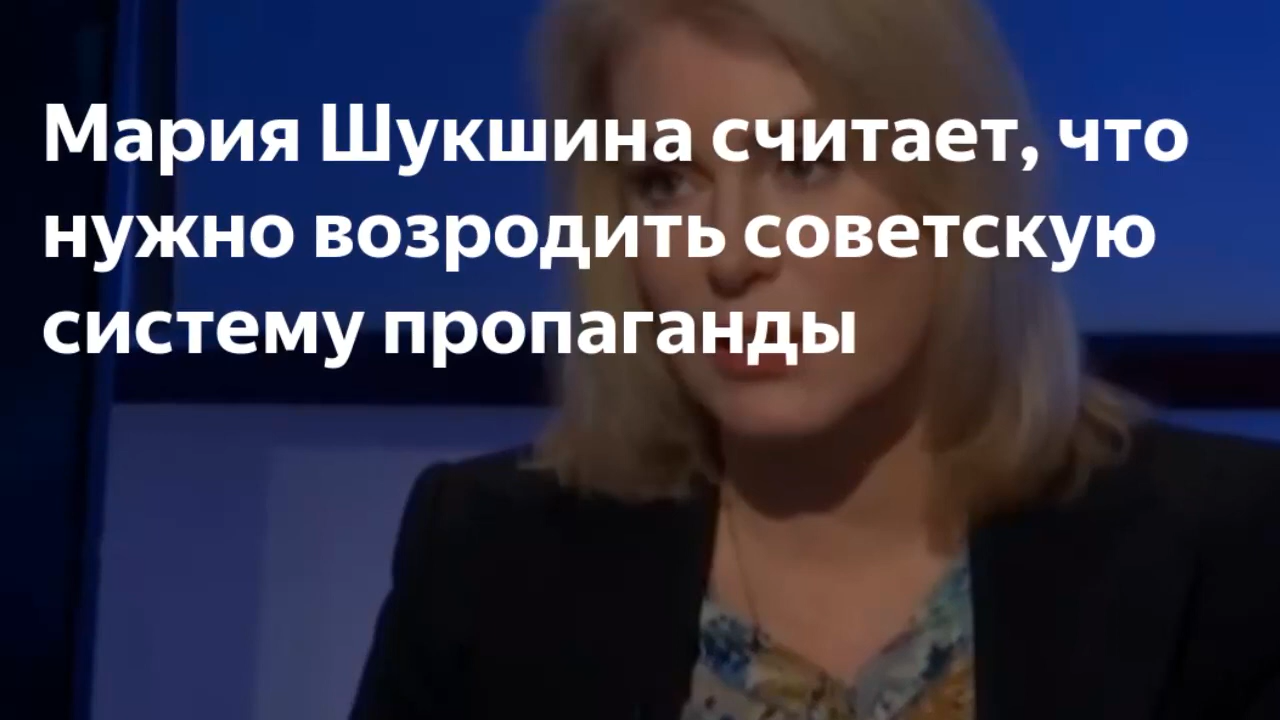 Мария Шукшина считает, что
нужно возродить советскую
систему пропаганды